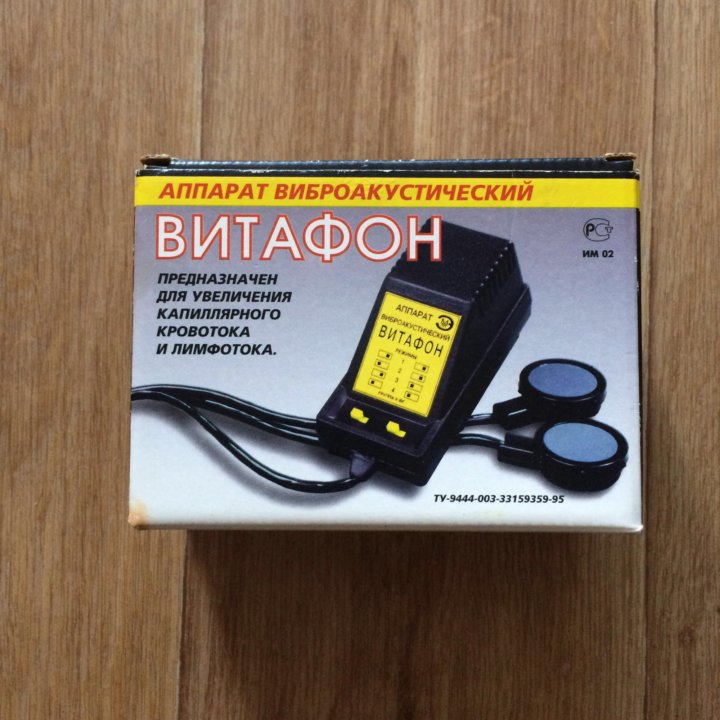 АППАРАТ ВИБРОАКУСТИЧЕСКИЙ
ВИТАФОН
РСт
ИМ 02
ПРЕДНАЗНАЧЕН
ДЛЯ УВЕЛИЧЕНИЯ
КАПИЛЛЯРНОГО
КРОВОТОКА
И ЛИМФОТОКА.
АППАРАТ
ВИБРОАКУСТИЧЕСКИЙ
ВИТАФОН
РЕЖИМЫ
1
2
3
4
ТУ-9444-003-33159359-95